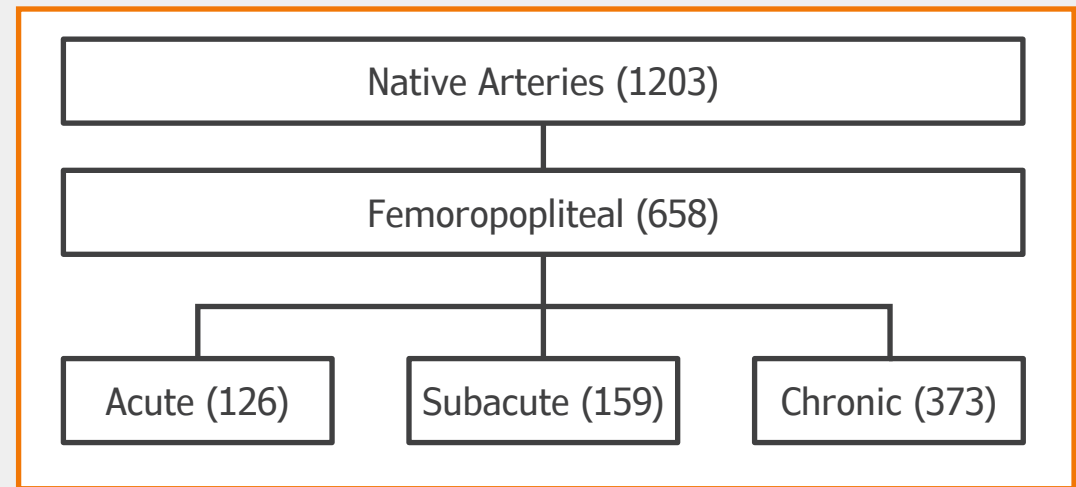 Native Arteries (1203)
Femoropopliteal (658)
Acute (126)
Subacute (159)
Chronic (373)